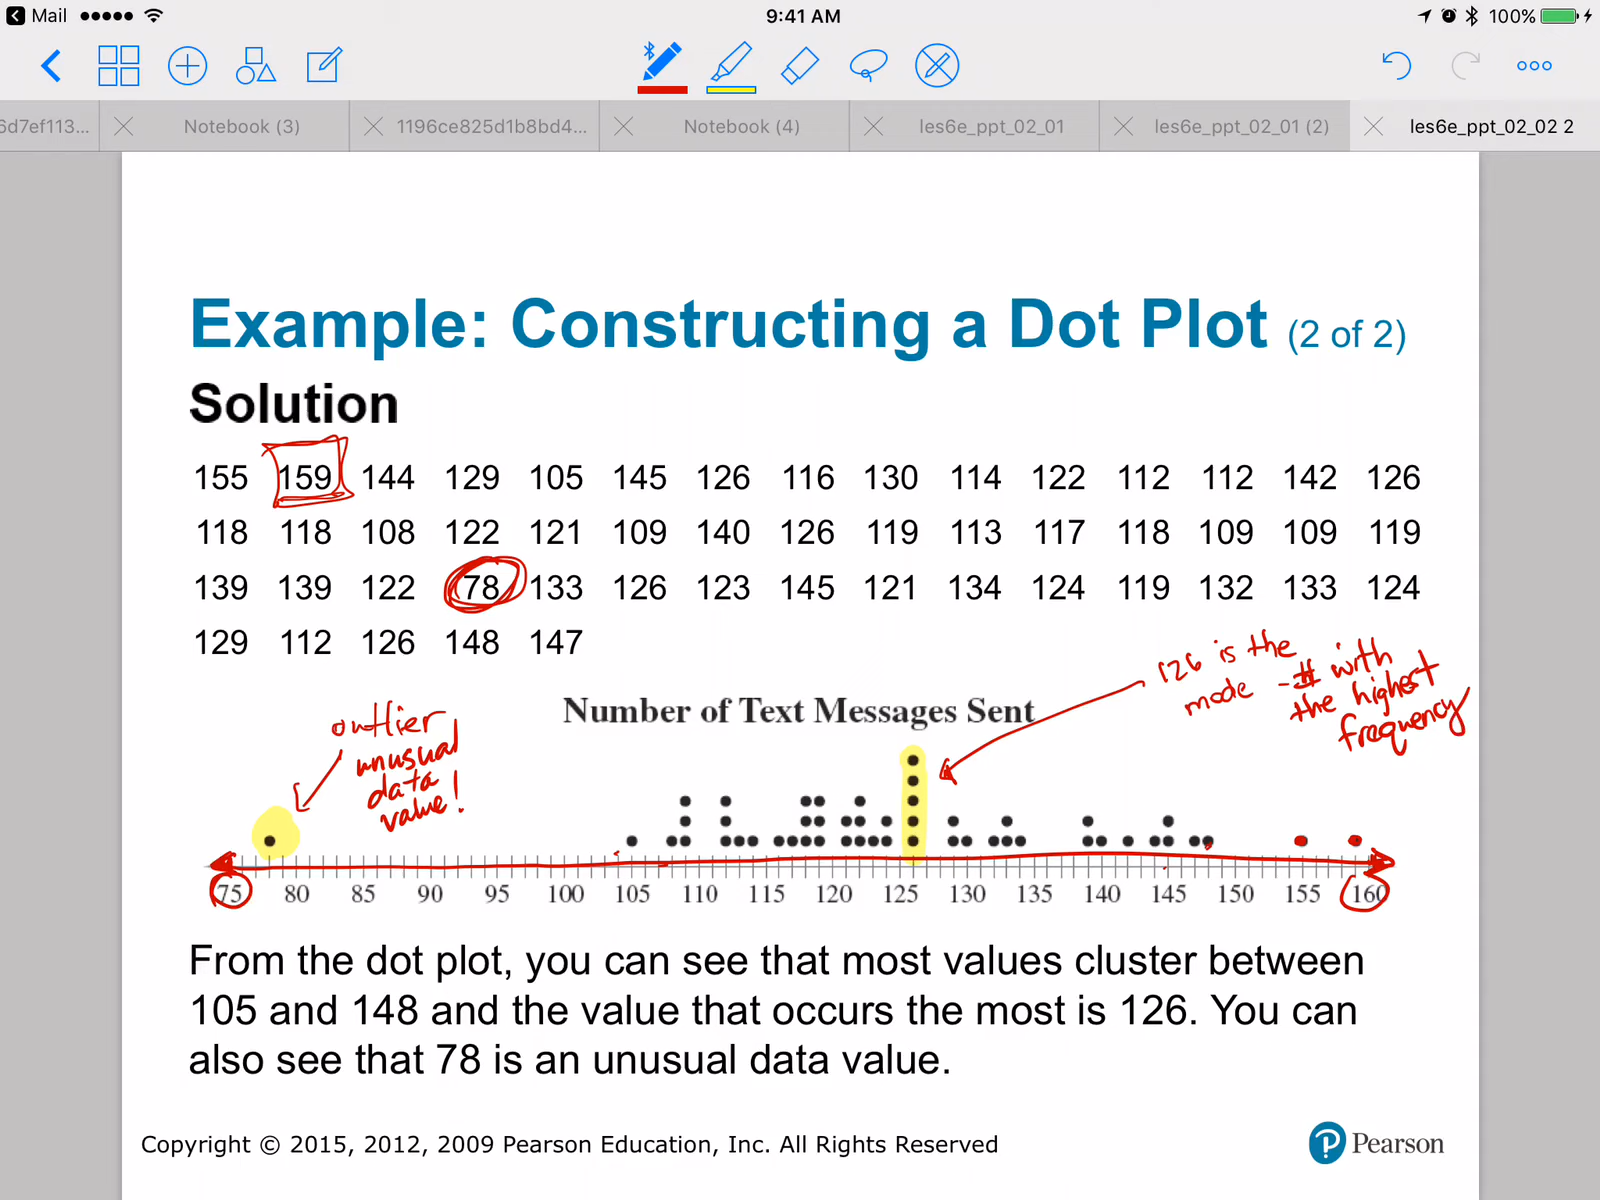 Mail 9:41 AM 100%
6d7ef113... Notebook (3) 1196ce825d1b8bd4... Notebook (4) les6e_ppt_02_01 les6e_ppt_02_01 (2) les6e_ppt_02_02 2
Example: Constructing a Dot Plot (2 of 2)
Solution
155 159 144 129 105 145 126 116 130 114 122 112 112 142 126
118 118 108 122 121 109 140 126 119 113 117 118 109 109 119
139 139 122 78 133 126 123 145 121 134 124 119 132 133 124
129 112 126 148 147
126 is the
mode - # with
the highest
frequency
Number of Text Messages Sent
outlier
unusual
data
value!
75 80 85 90 95 100 105 110 115 120 125 130 135 140 145 150 155 160
From the dot plot, you can see that most values cluster between
105 and 148 and the value that occurs the most is 126. You can
also see that 78 is an unusual data value.
Copyright © 2015, 2012, 2009 Pearson Education, Inc. All Rights Reserved
P Pearson